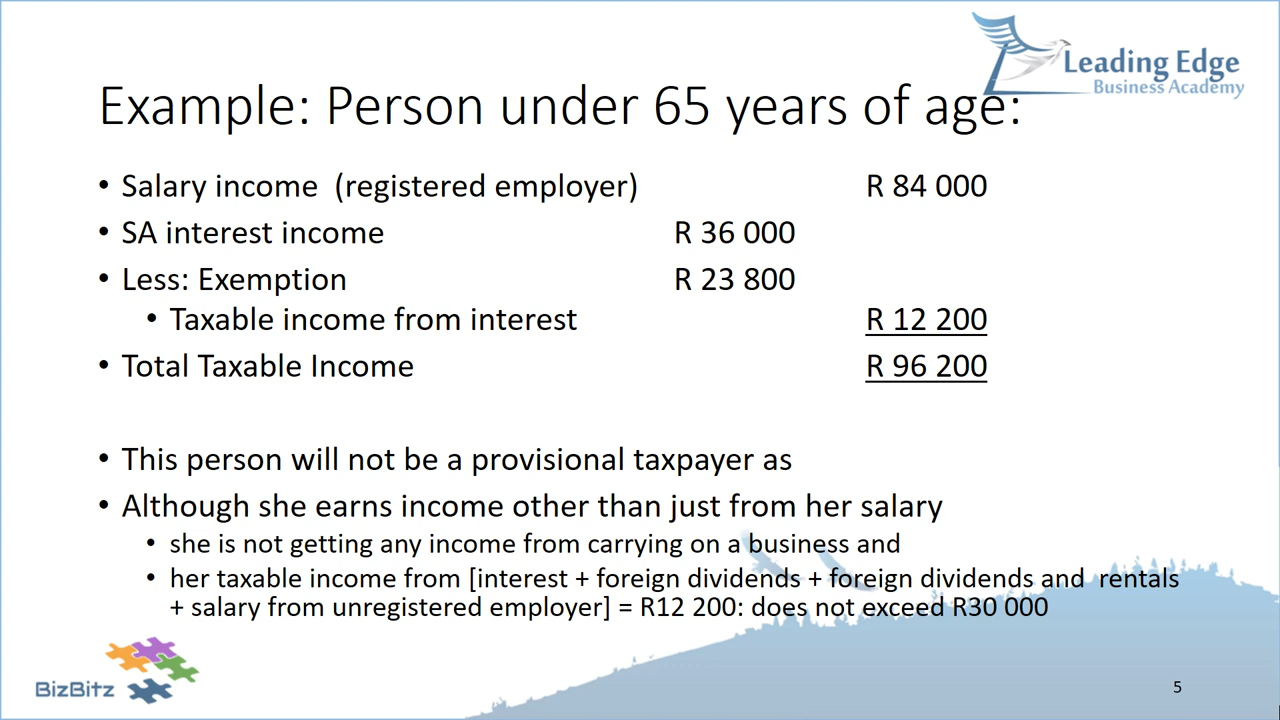 Leading Edge
Business Academy
Example: Person under 65 years of age:
• Salary income (registered employer) R 84 000
• SA interest income R 36 000
• Less: Exemption R 23 800
• Taxable income from interest R 12 200
• Total Taxable Income R 96 200
• This person will not be a provisional taxpayer as
• Although she earns income other than just from her salary
• she is not getting any income from carrying on a business and
• her taxable income from [interest + foreign dividends + foreign dividends and rentals
+ salary from unregistered employer] = R12 200: does not exceed R30 000
BizBitz
5